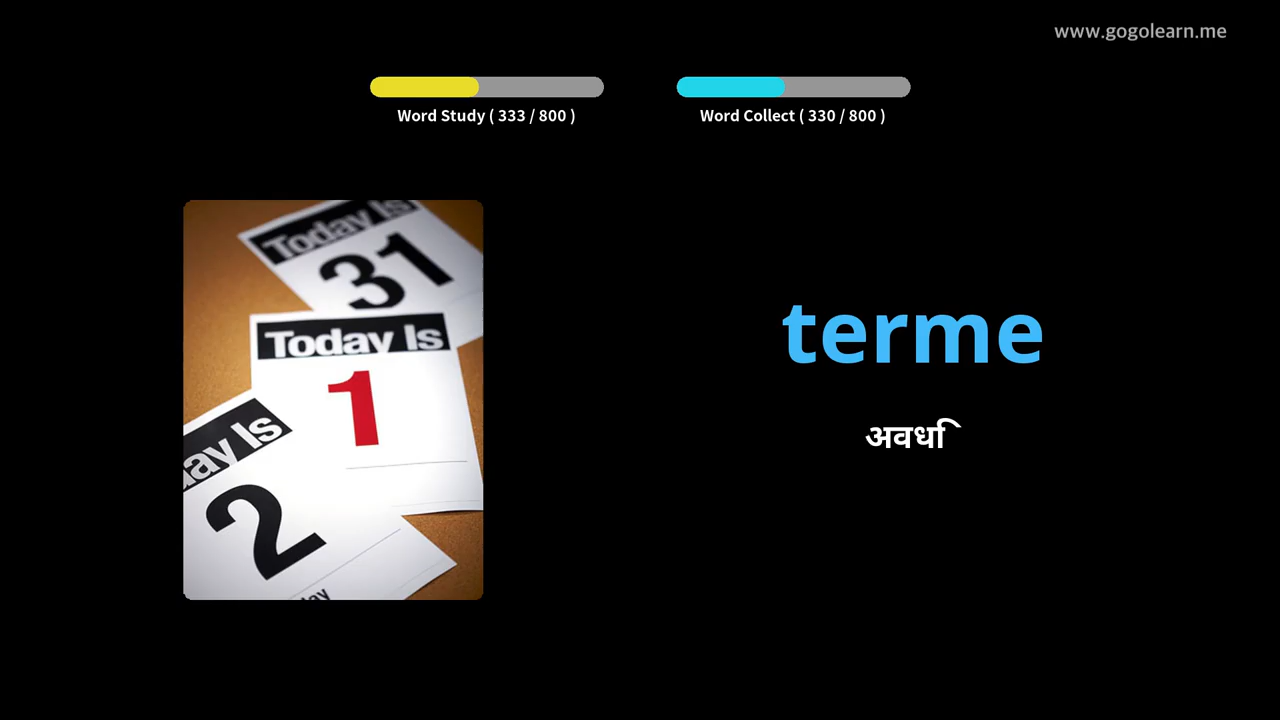 www.gogolearn.me
Word Study ( 333 / 800 )
Word Collect ( 330 / 800 )
Today Is
31
Today Is
1
ay Is
2
day
terme
अवधि